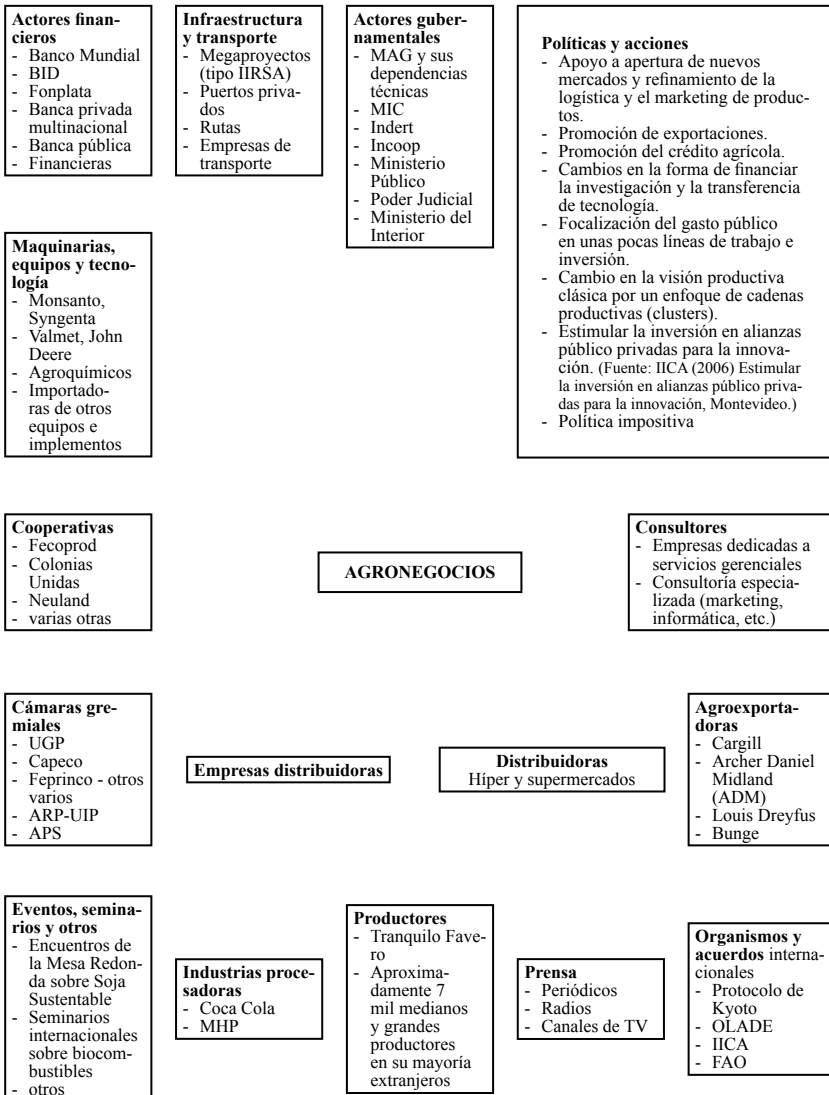 Actores finan-
cieros
- Banco Mundial
- BID
- Fonplata
- Banca privada
multinacional
- Banca pública
- Financieras
Infraestructura
y transporte
- Megaproyectos
(tipo IIRSA)
- Puertos priva-
dos
- Rutas
- Empresas de
transporte
Actores guber-
namentales
- MAG y sus
dependencias
técnicas
- MIC
- Indert
- Incoop
- Ministerio
Público
- Poder Judicial
- Ministerio del
Interior
Políticas y acciones
- Apoyo a apertura de nuevos
mercados y refinamiento de la
logística y el marketing de produc-
tos.
- Promoción de exportaciones.
- Promoción del crédito agrícola.
- Cambios en la forma de financiar
la investigación y la transferencia
de tecnología.
- Focalización del gasto público
en unas pocas líneas de trabajo e
inversión.
- Cambio en la visión productiva
clásica por un enfoque de cadenas
productivas (clusters).
- Estimular la inversión en alianzas
público privadas para la innova-
ción. (Fuente: IICA (2006) Estimular
la inversión en alianzas público priva-
das para la innovación, Montevideo.)
- Política impositiva
Maquinarias,
equipos y tecno-
logía
- Monsanto,
Syngenta
- Valmet, John
Deere
- Agroquímicos
- Importado-
ras de otros
equipos e
implementos
Cooperativas
- Fecoprod
- Colonias
Unidas
- Neuland
- varias otras
AGRONEGOCIOS
Consultores
- Empresas dedicadas a
servicios gerenciales
- Consultoría especia-
lizada (marketing,
informática, etc.)
Cámaras gre-
miales
- UGP
- Capeco
- Feprinco - otros
varios
- ARP-UIP
- APS
Empresas distribuidoras
Distribuidoras
Híper y supermercados
Agroexporta-
doras
- Cargill
- Archer Daniel
Midland
(ADM)
- Louis Dreyfus
- Bunge
Eventos, semina-
rios y otros
- Encuentros de
la Mesa Redon-
da sobre Soja
Sustentable
- Seminarios
internacionales
sobre biocom-
bustibles
- otros
Industrias proce-
sadoras
- Coca Cola
- MHP
Productores
- Tranquilo Fave-
ro
- Aproxima-
damente 7
mil medianos
y grandes
productores
en su mayoría
extranjeros
Prensa
- Periódicos
- Radios
- Canales de TV
Organismos y
acuerdos interna-
cionales
- Protocolo de
Kyoto
- OLADE
- IICA
- FAO